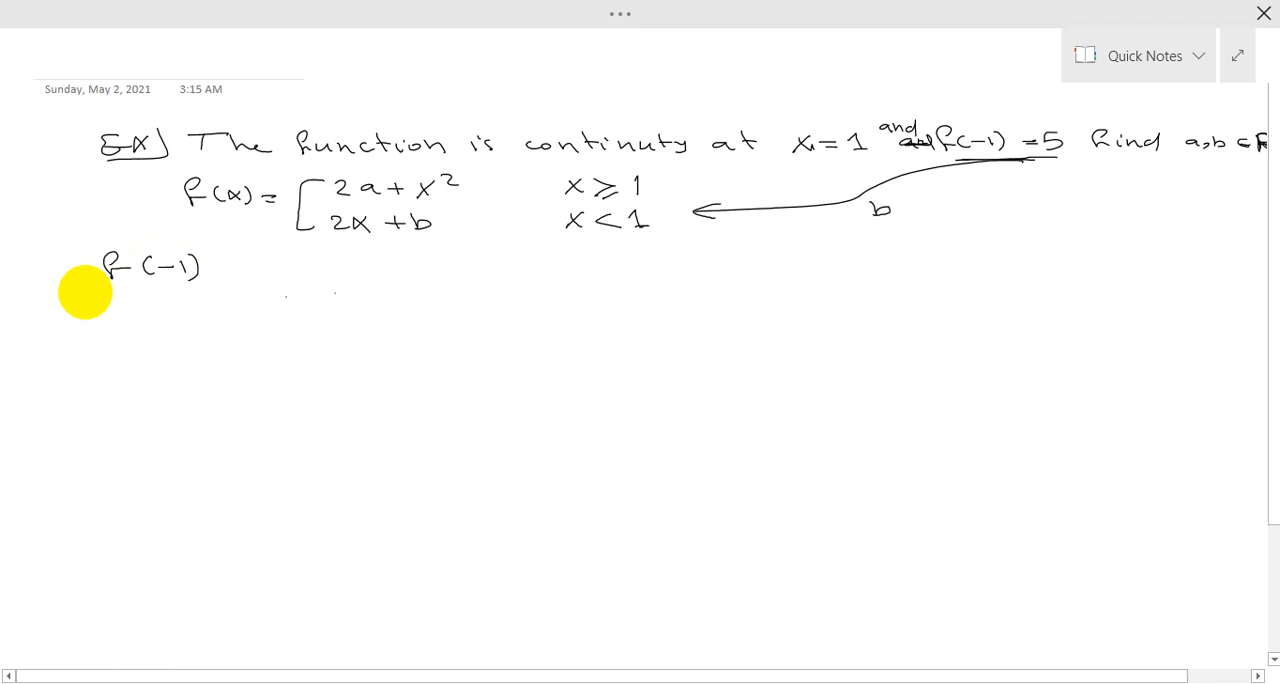 Quick Notes
Sunday, May 2, 2021 3:15 AM
EX) The function is continuty at x=1 and f(-1) =5 find a,b ∈ R
f(x) = [ 2a + x² x ≥ 1
2x + b x < 1
b
f(-1)